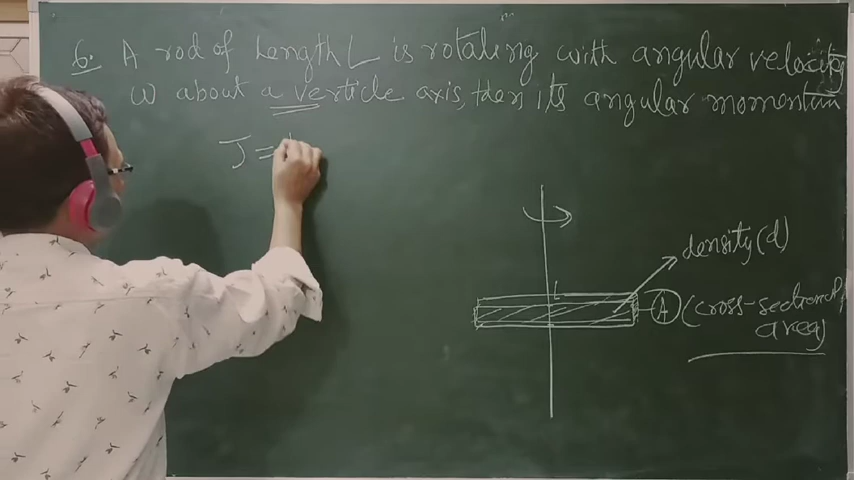 6. A rod of Length L is rotating with angular velocity
ω about a verticle axis, then its angular momentum
J =
density (d)
L
A (cross-sectional
area)